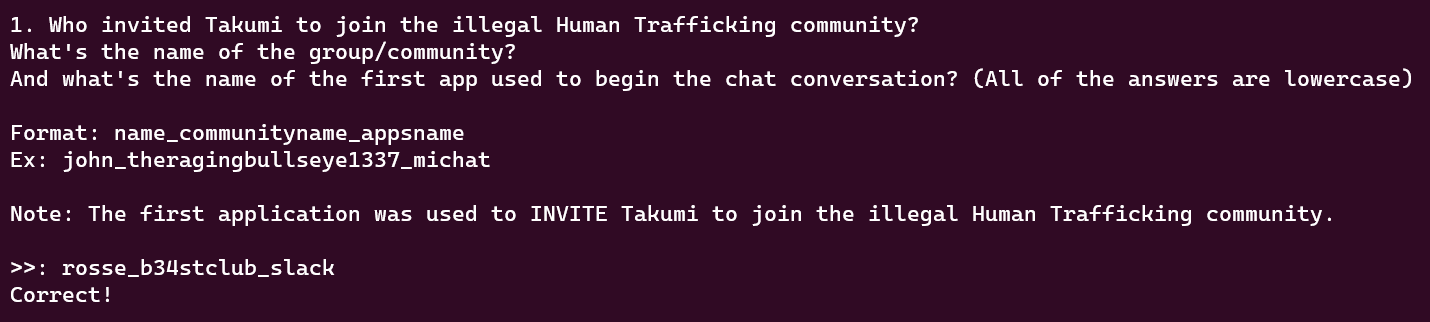 1. Who invited Takumi to join the illegal Human Trafficking community?
What's the name of the group/community?
And what's the name of the first app used to begin the chat conversation? (All of the answers are lowercase)
Format: name_communityname_appsname
Ex: john_theragingbullseye1337_michat
Note: The first application was used to INVITE Takumi to join the illegal Human Trafficking community.
>>: rosse_b34stclub_slack
Correct!